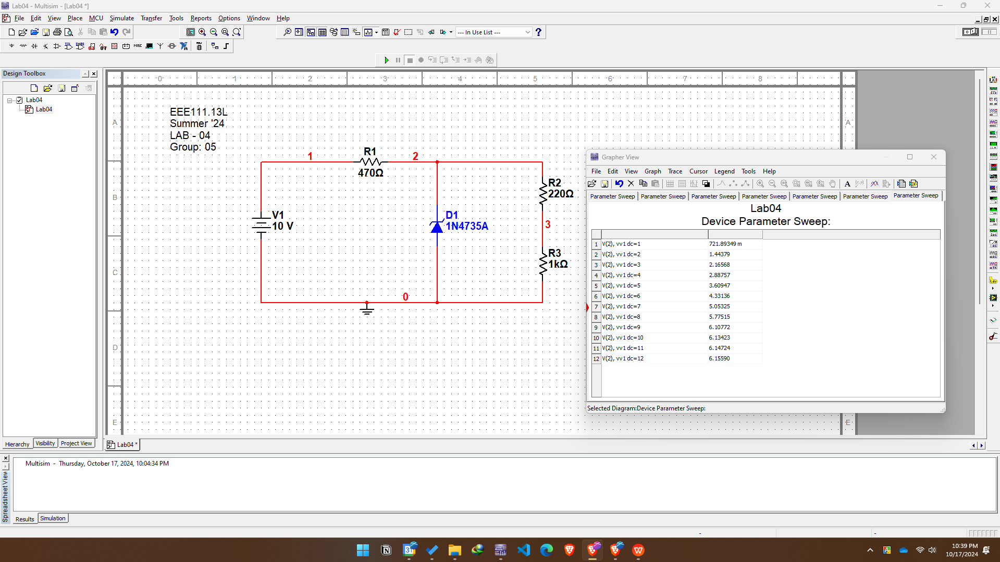 Lab04 - Multisim - [Lab04 *]
File Edit View Place MCU Simulate Transfer Tools Reports Options Window Help
--- In Use List ---
Design Toolbox
Lab04
Lab04
0 1 2 3 4 5 6 7 8
A
B
C
D
E
A
E
EEE111.13L
Summer '24
LAB - 04
Group: 05
1
R1
470Ω
2
R2
220Ω
V1
10 V
D1
1N4735A
3
R3
1kΩ
0
Grapher View
File Edit View Graph Trace Cursor Legend Tools Help
Parameter Sweep Parameter Sweep Parameter Sweep Parameter Sweep Parameter Sweep Parameter Sweep Parameter Sweep
Lab04
Device Parameter Sweep:
1 V(2), vv1 dc=1 721.89349 m
2 V(2), vv1 dc=2 1.44379
3 V(2), vv1 dc=3 2.16568
4 V(2), vv1 dc=4 2.88757
5 V(2), vv1 dc=5 3.60947
6 V(2), vv1 dc=6 4.33136
7 V(2), vv1 dc=7 5.05325
8 V(2), vv1 dc=8 5.77515
9 V(2), vv1 dc=9 6.10772
10 V(2), vv1 dc=10 6.13423
11 V(2), vv1 dc=11 6.14724
12 V(2), vv1 dc=12 6.15590
Selected Diagram:Device Parameter Sweep:
Hierarchy Visibility Project View
Lab04 *
Multisim - Thursday, October 17, 2024, 10:04:34 PM
Spreadsheet View
Results Simulation
- -
10:39 PM
10/17/2024